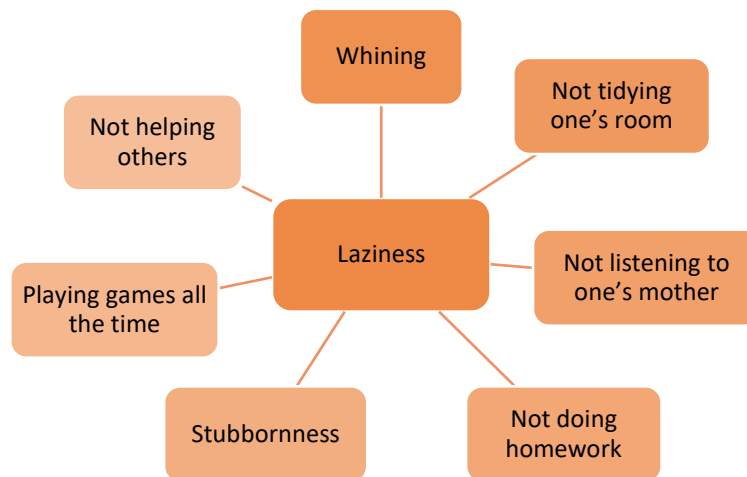 Whining
Not tidying
one’s room
Not helping
others
Laziness
Not listening to
one’s mother
Playing games all
the time
Stubbornness
Not doing
homework